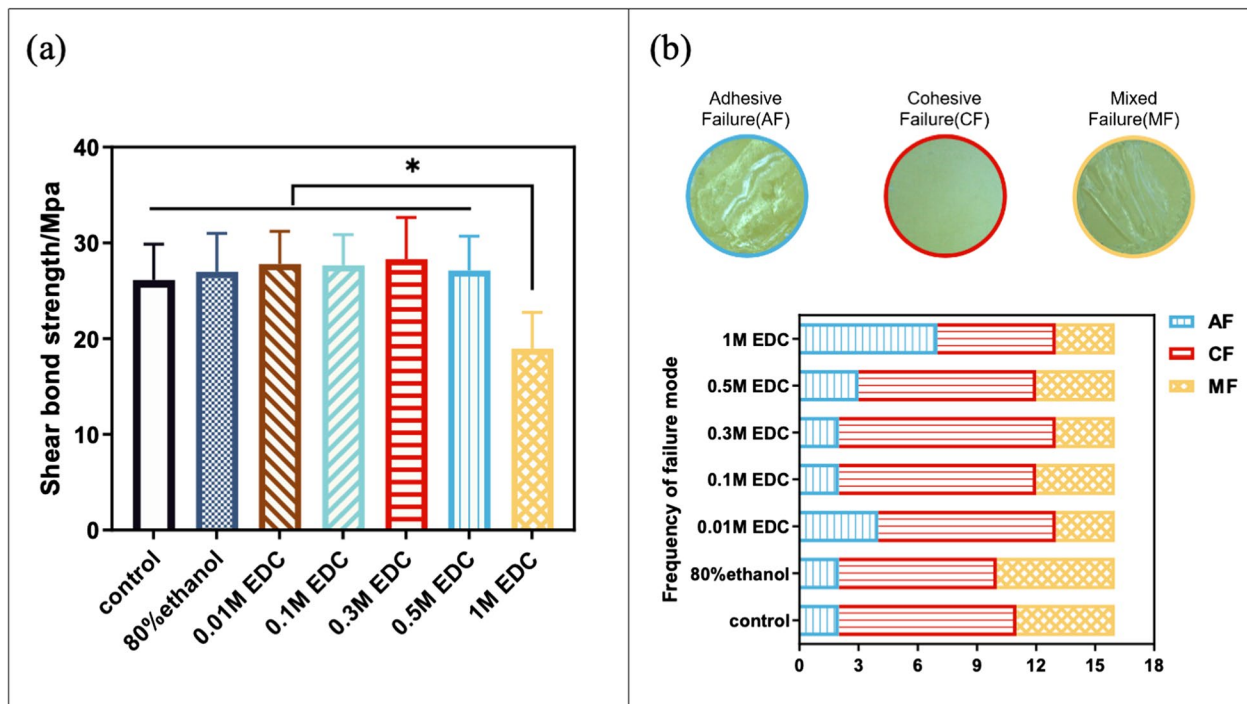 (a)
Shear bond strength/Mpa
40
30
20
10
0
*
control
80%ethanol
0.01M EDC
0.1M EDC
0.3M EDC
0.5M EDC
1M EDC
(b)
Adhesive
Failure(AF)
Cohesive
Failure(CF)
Mixed
Failure(MF)
Frequency of failure mode
1M EDC
0.5M EDC
0.3M EDC
0.1M EDC
0.01M EDC
80%ethanol
control
0 3 6 9 12 15 18
AF
CF
MF